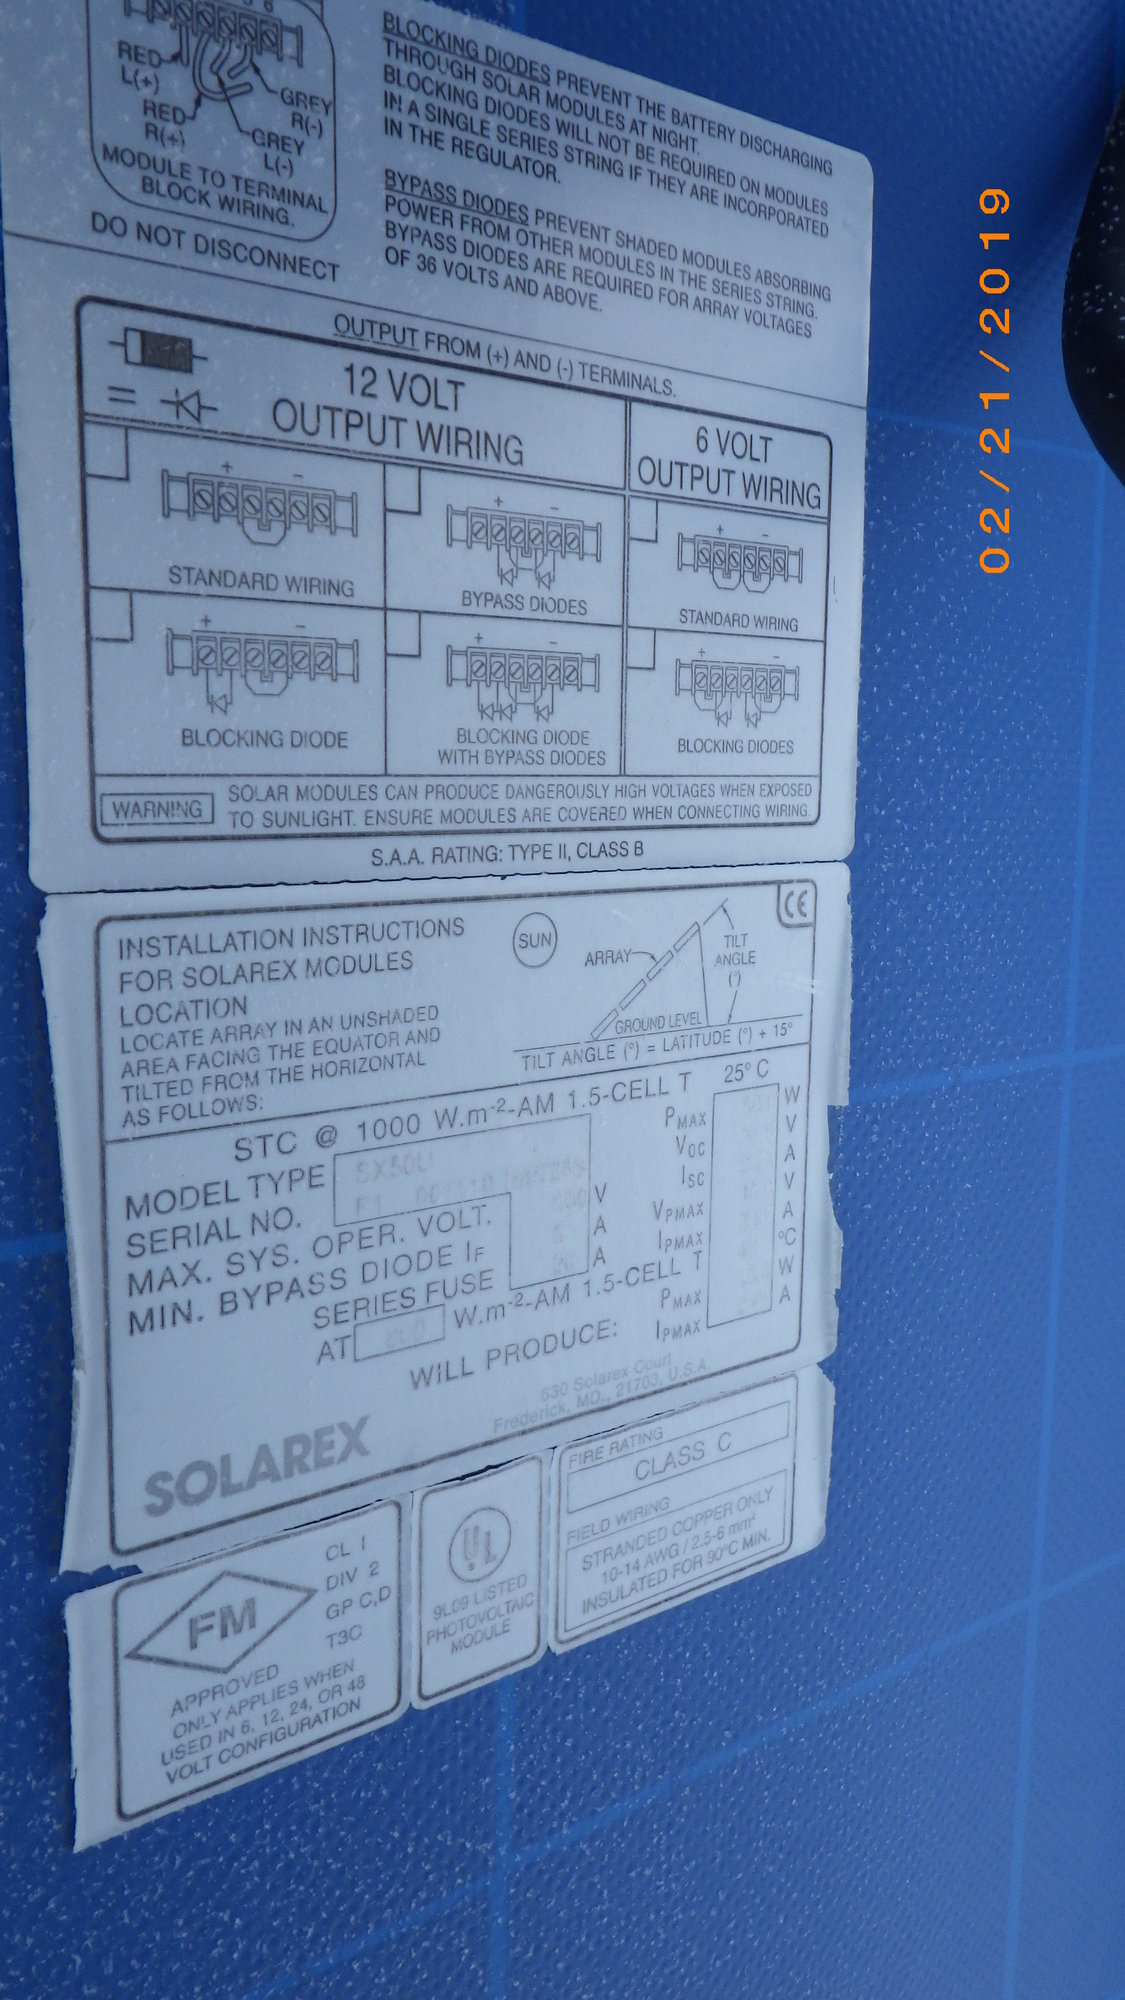 5 6
RED
L(+)
RED
R(+)
GREY
R(-)
GREY
L(-)
MODULE TO TERMINAL
BLOCK WIRING.
DO NOT DISCONNECT
BLOCKING DIODES PREVENT THE BATTERY DISCHARGING
THROUGH SOLAR MODULES AT NIGHT.
BLOCKING DIODES WILL NOT BE REQUIRED ON MODULES
IN A SINGLE SERIES STRING IF THEY ARE INCORPORATED
IN THE REGULATOR.
BYPASS DIODES PREVENT SHADED MODULES ABSORBING
POWER FROM OTHER MODULES IN THE SERIES STRING.
BYPASS DIODES ARE REQUIRED FOR ARRAY VOLTAGES
OF 36 VOLTS AND ABOVE.
OUTPUT FROM (+) AND (-) TERMINALS.
=
12 VOLT
OUTPUT WIRING
6 VOLT
OUTPUT WIRING
+ -
STANDARD WIRING
+ -
BYPASS DIODES
+ -
STANDARD WIRING
+ -
BLOCKING DIODE
+ -
BLOCKING DIODE
WITH BYPASS DIODES
+ -
BLOCKING DIODES
WARNING
SOLAR MODULES CAN PRODUCE DANGEROUSLY HIGH VOLTAGES WHEN EXPOSED
TO SUNLIGHT. ENSURE MODULES ARE COVERED WHEN CONNECTING WIRING.
S.A.A. RATING: TYPE II, CLASS B
INSTALLATION INSTRUCTIONS
FOR SOLAREX MODULES
LOCATION
LOCATE ARRAY IN AN UNSHADED
AREA FACING THE EQUATOR AND
TILTED FROM THE HORIZONTAL
AS FOLLOWS:
SUN
ARRAY
TILT
ANGLE
(°)
GROUND LEVEL
TILT ANGLE (°) = LATITUDE (°) + 15°
CE
STC @ 1000 W.m-2-AM 1.5-CELL T 25° C
MODEL TYPE SX50U
SERIAL NO.
MAX. SYS. OPER. VOLT. V
MIN. BYPASS DIODE IF A
SERIES FUSE A
AT W.m-2-AM 1.5-CELL T °C
WILL PRODUCE:
PMAX W
VOC V
ISC A
VPMAX V
IPMAX A
PMAX W
IPMAX A
SOLAREX
630 Solarex Court
Frederick, MD., 21703, U.S.A.
FM
CL I
DIV 2
GP C,D
T3C
APPROVED
ONLY APPLIES WHEN
USED IN 6, 12, 24, OR 48
VOLT CONFIGURATION
UL
9L09 LISTED
PHOTOVOLTAIC
MODULE
FIRE RATING
CLASS C
FIELD WIRING
STRANDED COPPER ONLY
10-14 AWG / 2.5-6 mm²
INSULATED FOR 90°C MIN.
02/21/2019